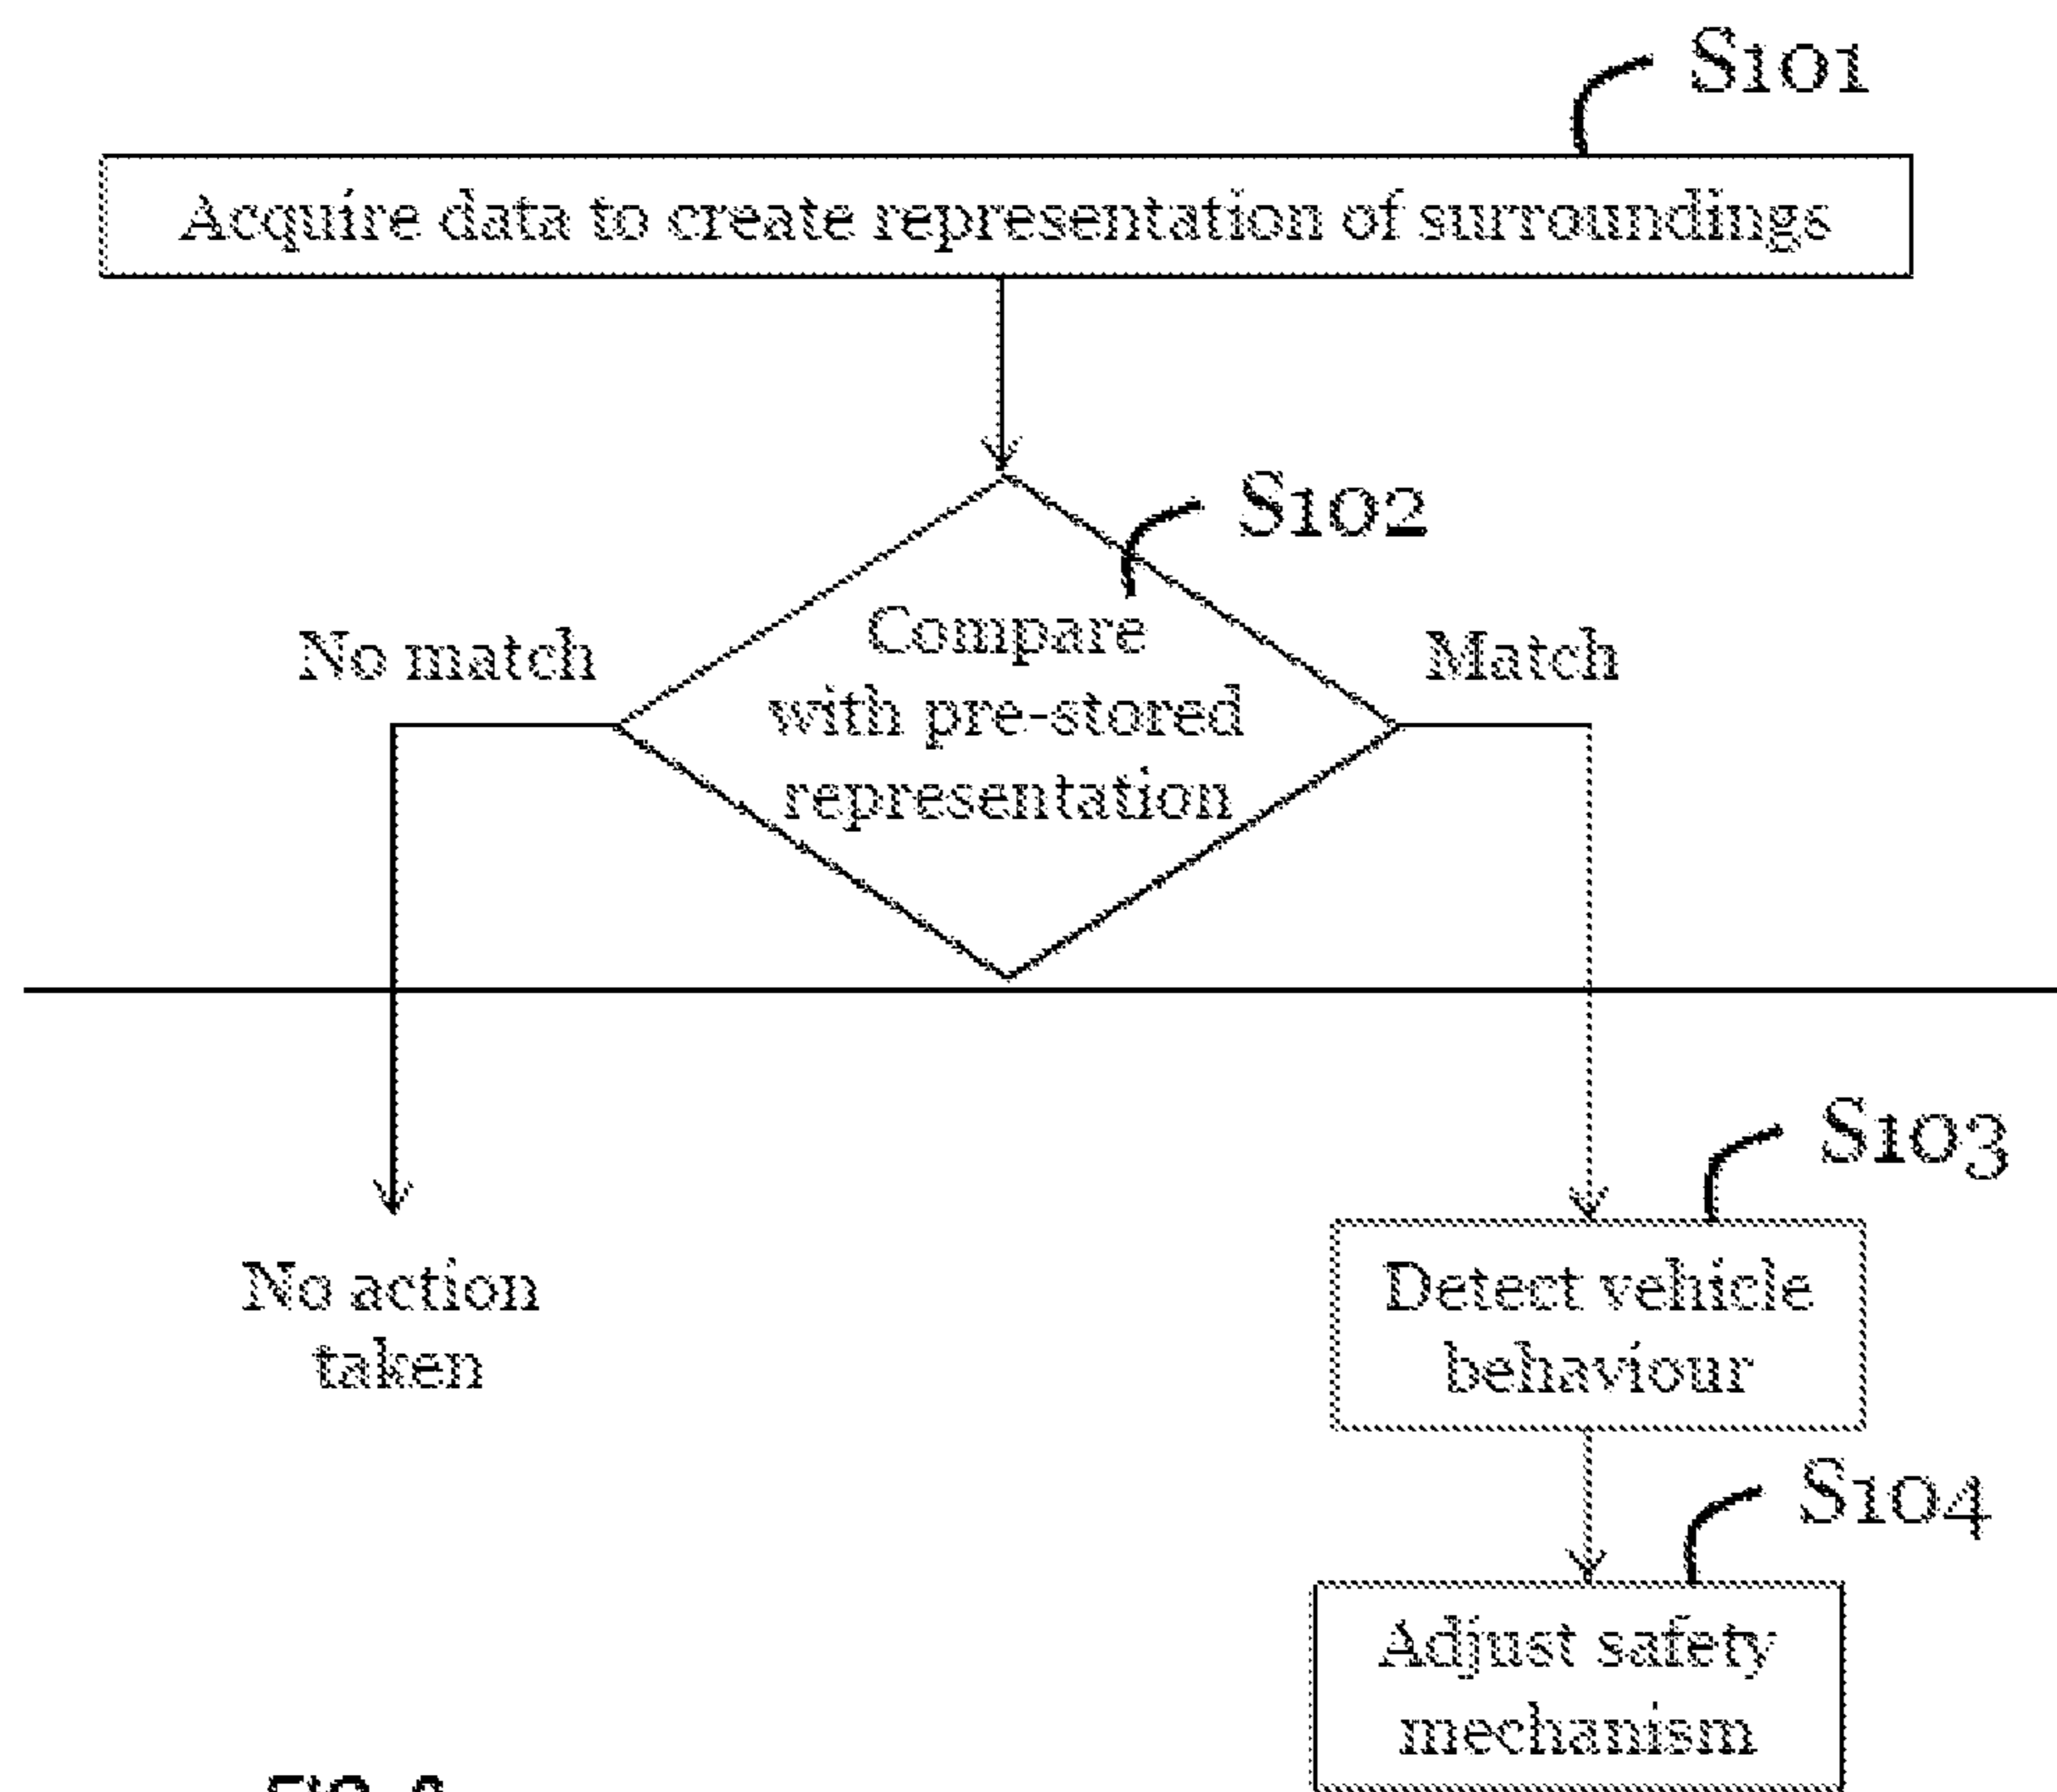 S101
Acquire data to create representation of surroundings
S102
No match
Match
Compare
with pre-stored
representation
S103
Detect vehicle
behaviour
No action
taken
S104
Adjust safety
mechanism